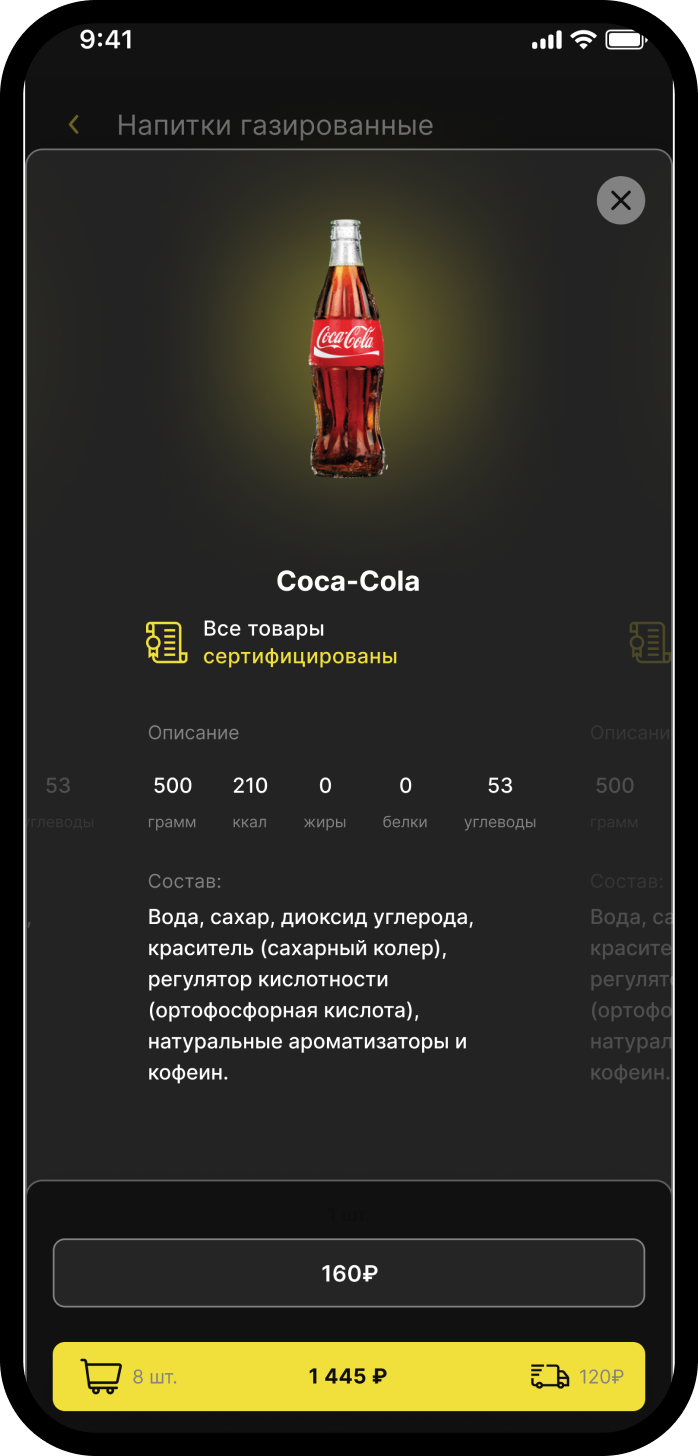 9:41
Напитки газированные
Coca-Cola
Coca-Cola
Все товары
сертифицированы
Описание
Описани
53
500
210
0
0
53
500
углеводы
грамм
ккал
жиры
белки
углеводы
грамм
Состав:
Состав:
Вода, сахар, диоксид углерода,
краситель (сахарный колер),
регулятор кислотности
(ортофосфорная кислота),
натуральные ароматизаторы и
кофеин.
Вода, са
красите
регулят
(ортофо
натурал
кофеин.
160₽
8 шт.
1 445 ₽
120₽